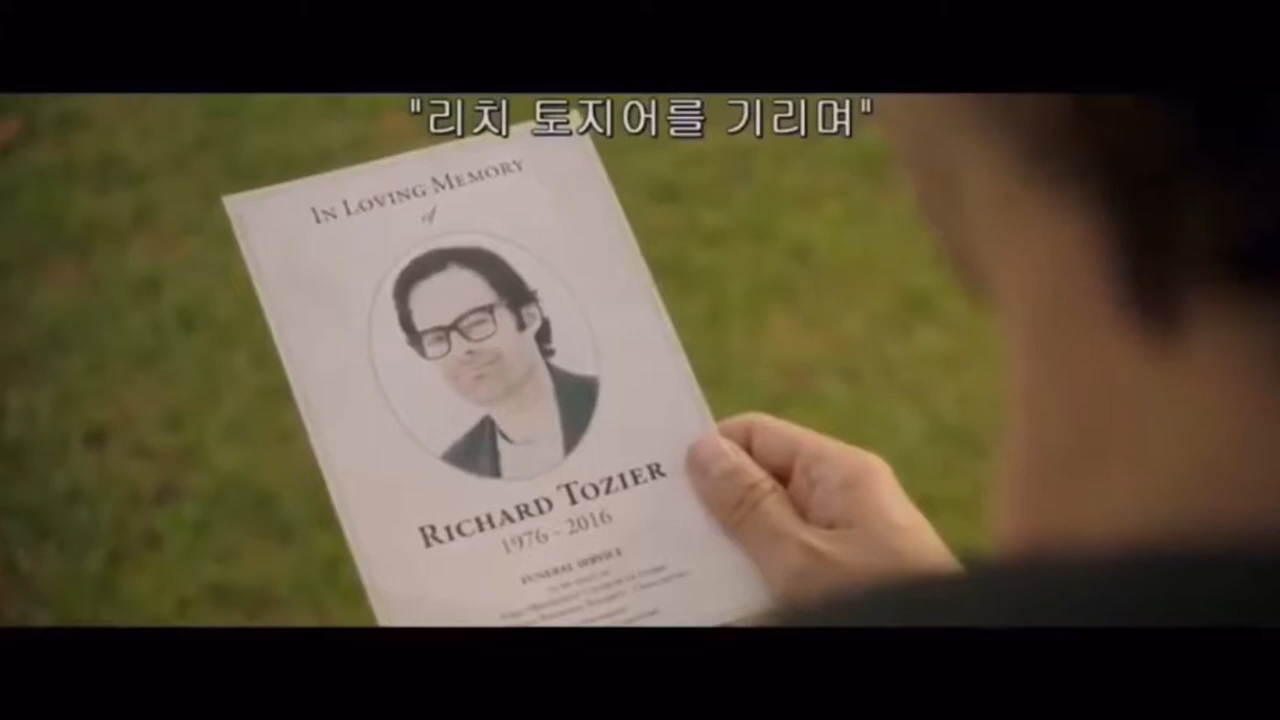 "리치 토지어를 기리며"
IN LOVING MEMORY
of
RICHARD TOZIER
1976 - 2016
FUNERAL SERVICE